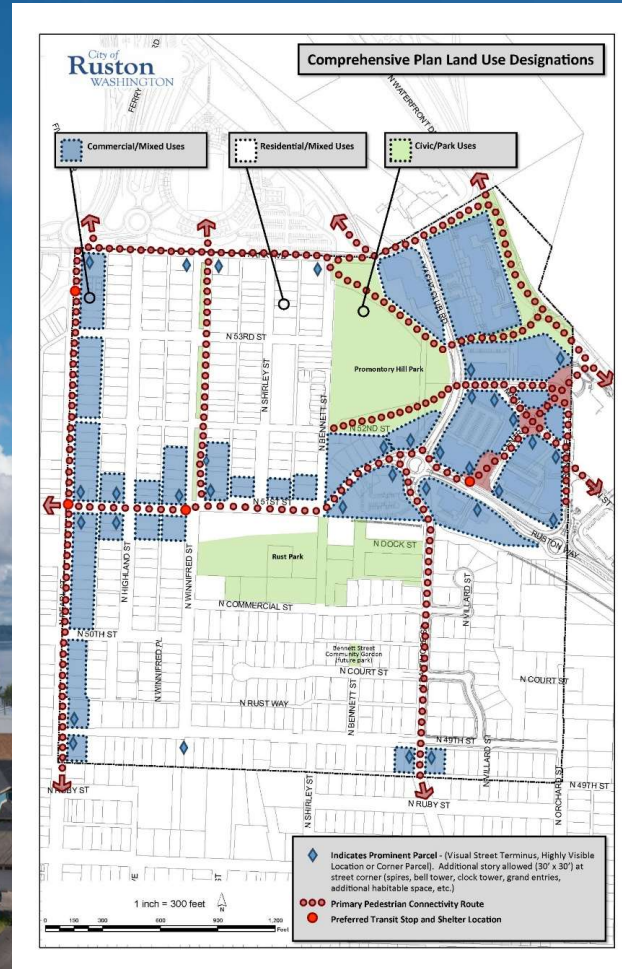 City of
Ruston
WASHINGTON
Comprehensive Plan Land Use Designations
FERRY
N WATERFRONT DR
Commercial/Mixed Uses
Residential/Mixed Uses
Civic/Park Uses
N 53RD ST
N SHIRLEY ST
N BENNETT ST
Promontory Hill Park
N 52ND ST
N 51ST ST
RUSTON WAY
N HIGHLAND ST
N WINNIFRED ST
N DOCK ST
Rust Park
N COMMERCIAL ST
N VILLARD ST
N 50TH ST
N WINNIFRED PL
Bennett Street
Community Gordon
(future park)
N COURT ST
N COURT ST
N RUST WAY
N BENNETT ST
N 49TH ST
N VILLARD ST
N ORCHARD ST
N 49TH ST
N RUBY ST
N SHIRLEY ST
N RUBY ST
Indicates Prominent Parcel - (Visual Street Terminus, Highly Visible
Location or Corner Parcel). Additional story allowed (30' x 30') at
street corner (spires, bell tower, clock tower, grand entries,
additional habitable space, etc.)
Primary Pedestrian Connectivity Route
Preferred Transit Stop and Shelter Location
1 inch = 300 feet
N
0 150 300 600 900 1,200
Feet